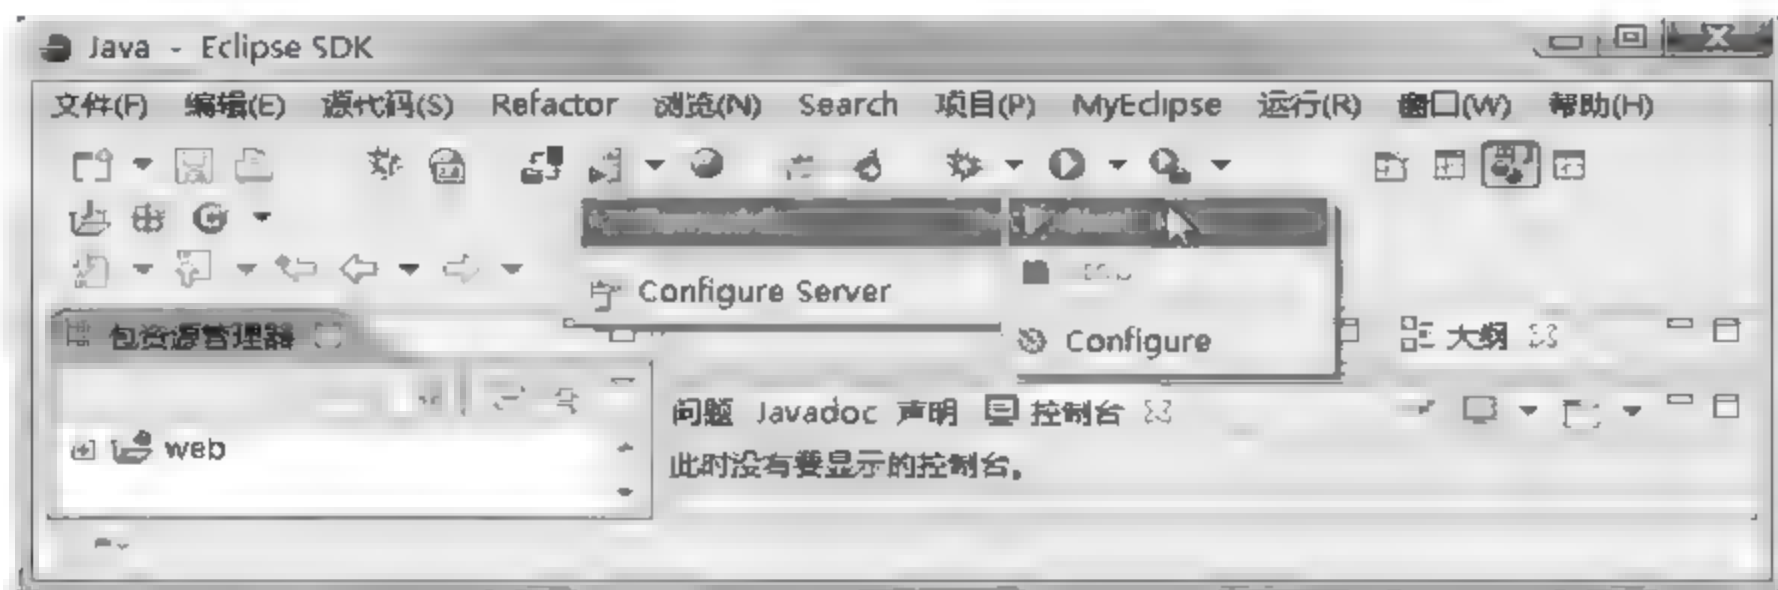 Java - Eclipse SDK
文件(F) 编辑(E) 源代码(S) Refactor 浏览(N) Search 项目(P) MyEclipse 运行(R) 窗口(W) 帮助(H)
Configure Server
Configure
包资源管理器
大纲
问题 Javadoc 声明 控制台
web
此时没有要显示的控制台。